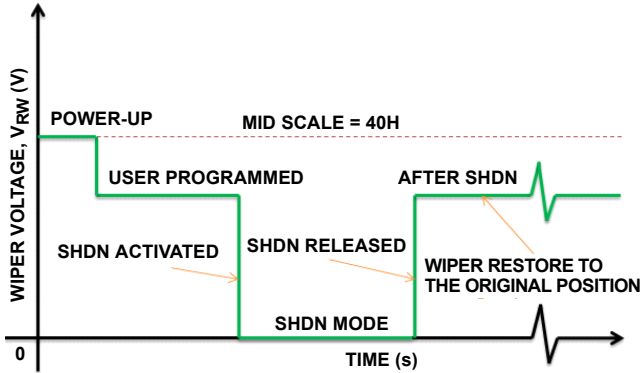 WIPER VOLTAGE, VRW (V)
POWER-UP
MID SCALE = 40H
USER PROGRAMMED
AFTER SHDN
SHDN ACTIVATED
SHDN RELEASED
WIPER RESTORE TO
THE ORIGINAL POSITION
SHDN MODE
0
TIME (s)